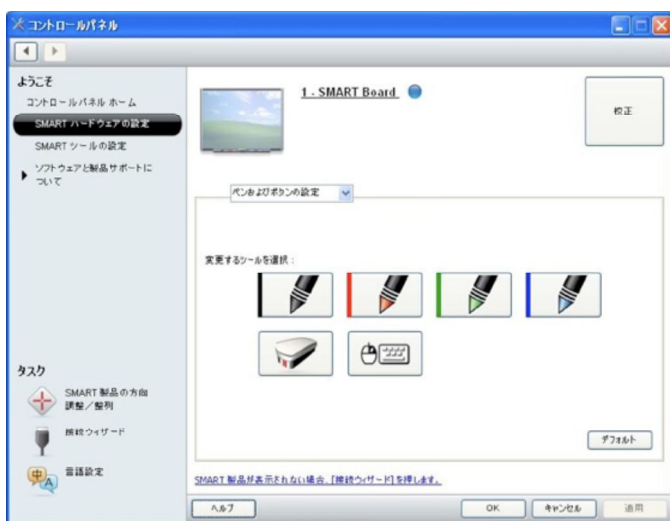 コントロールパネル
ようこそ
コントロールパネル ホーム
SMART ハードウェアの設定
SMART ツールの設定
ソフトウェアと製品サポートに
ついて
1 - SMART Board
校正
ペンおよびボタンの設定
変更するツールを選択 :
タスク
SMART 製品の方向
調整／整列
接続ウィザード
言語設定
中
A
デフォルト
SMART 製品が表示されない場合、[接続ウィザード]を押します。
ヘルプ
OK
キャンセル
適用